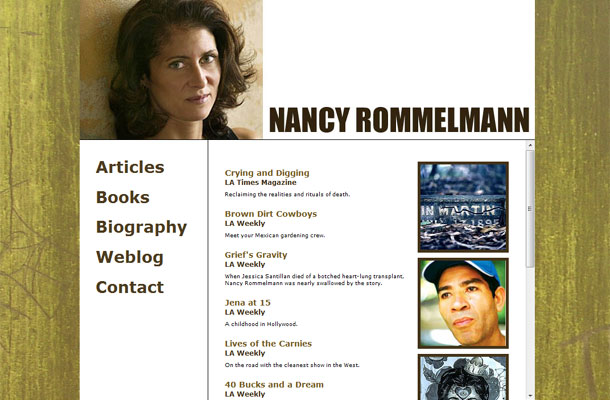 NANCY ROMMELMANN
Articles
Books
Biography
Weblog
Contact
Crying and Digging
LA Times Magazine
Reclaiming the realities and rituals of death.
Brown Dirt Cowboys
LA Weekly
Meet your Mexican gardening crew.
Grief's Gravity
LA Weekly
When Jessica Santillan died of a botched heart-lung transplant,
Nancy Rommelmann was nearly swallowed by the story.
Jena at 15
LA Weekly
A childhood in Hollywood.
Lives of the Carnies
LA Weekly
On the road with the cleanest show in the West.
40 Bucks and a Dream
LA Weekly
IN MARTIN